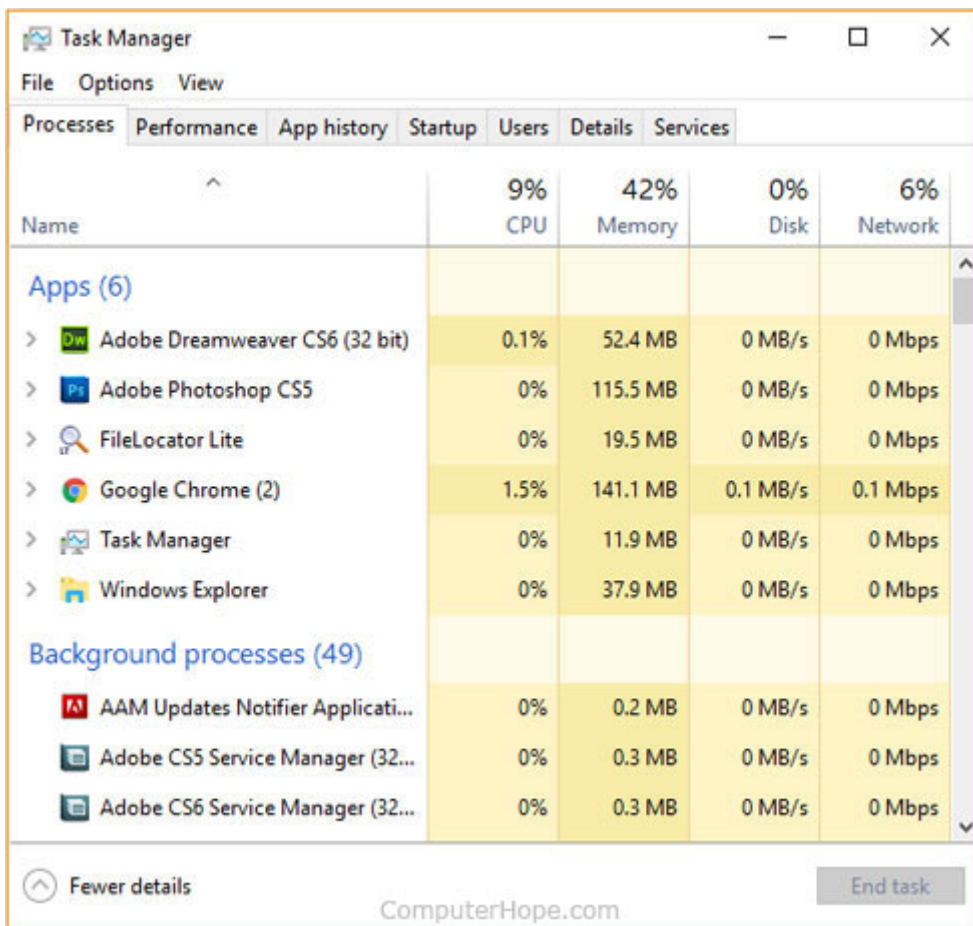 Task Manager
File Options View
Processes Performance App history Startup Users Details Services
9% 42% 0% 6%
Name CPU Memory Disk Network
Apps (6)
Dw Adobe Dreamweaver CS6 (32 bit) 0.1% 52.4 MB 0 MB/s 0 Mbps
Ps Adobe Photoshop CS5 0% 115.5 MB 0 MB/s 0 Mbps
LF FileLocator Lite 0% 19.5 MB 0 MB/s 0 Mbps
Google Chrome (2) 1.5% 141.1 MB 0.1 MB/s 0.1 Mbps
Task Manager 0% 11.9 MB 0 MB/s 0 Mbps
Windows Explorer 0% 37.9 MB 0 MB/s 0 Mbps
Background processes (49)
AAM Updates Notifier Applicati... 0% 0.2 MB 0 MB/s 0 Mbps
Adobe CS5 Service Manager (32... 0% 0.3 MB 0 MB/s 0 Mbps
Adobe CS6 Service Manager (32... 0% 0.3 MB 0 MB/s 0 Mbps
Fewer details End task
ComputerHope.com